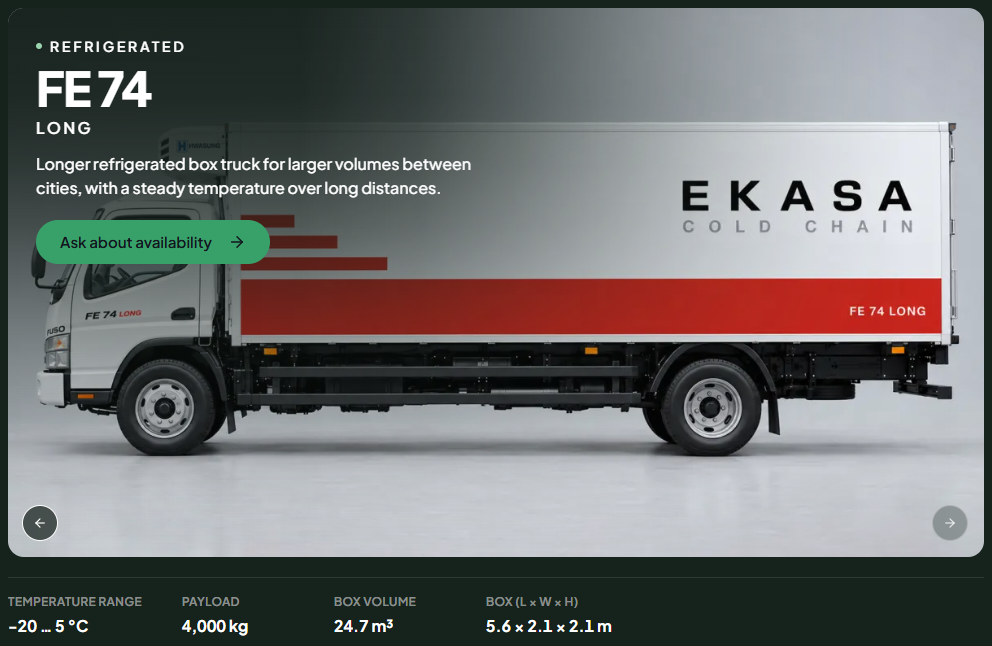 REFRIGERATED
FE 74
LONG
Longer refrigerated box truck for larger volumes between
cities, with a steady temperature over long distances.
Ask about availability
EKASA
COLD CHAIN
FE 74 LONG
FUSO
FE 74 LONG
TEMPERATURE RANGE
-20 … 5 °C
PAYLOAD
4,000 kg
BOX VOLUME
24.7 m³
BOX (L × W × H)
5.6 × 2.1 × 2.1 m